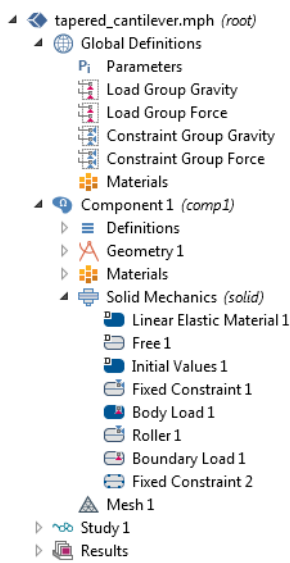 tapered_cantilever.mph (root)
Global Definitions
Pi Parameters
Load Group Gravity
Load Group Force
Constraint Group Gravity
Constraint Group Force
Materials
Component 1 (comp1)
Definitions
Geometry 1
Materials
Solid Mechanics (solid)
D Linear Elastic Material 1
D Free 1
D Initial Values 1
Fixed Constraint 1
Body Load 1
Roller 1
Boundary Load 1
Fixed Constraint 2
Mesh 1
Study 1
Results